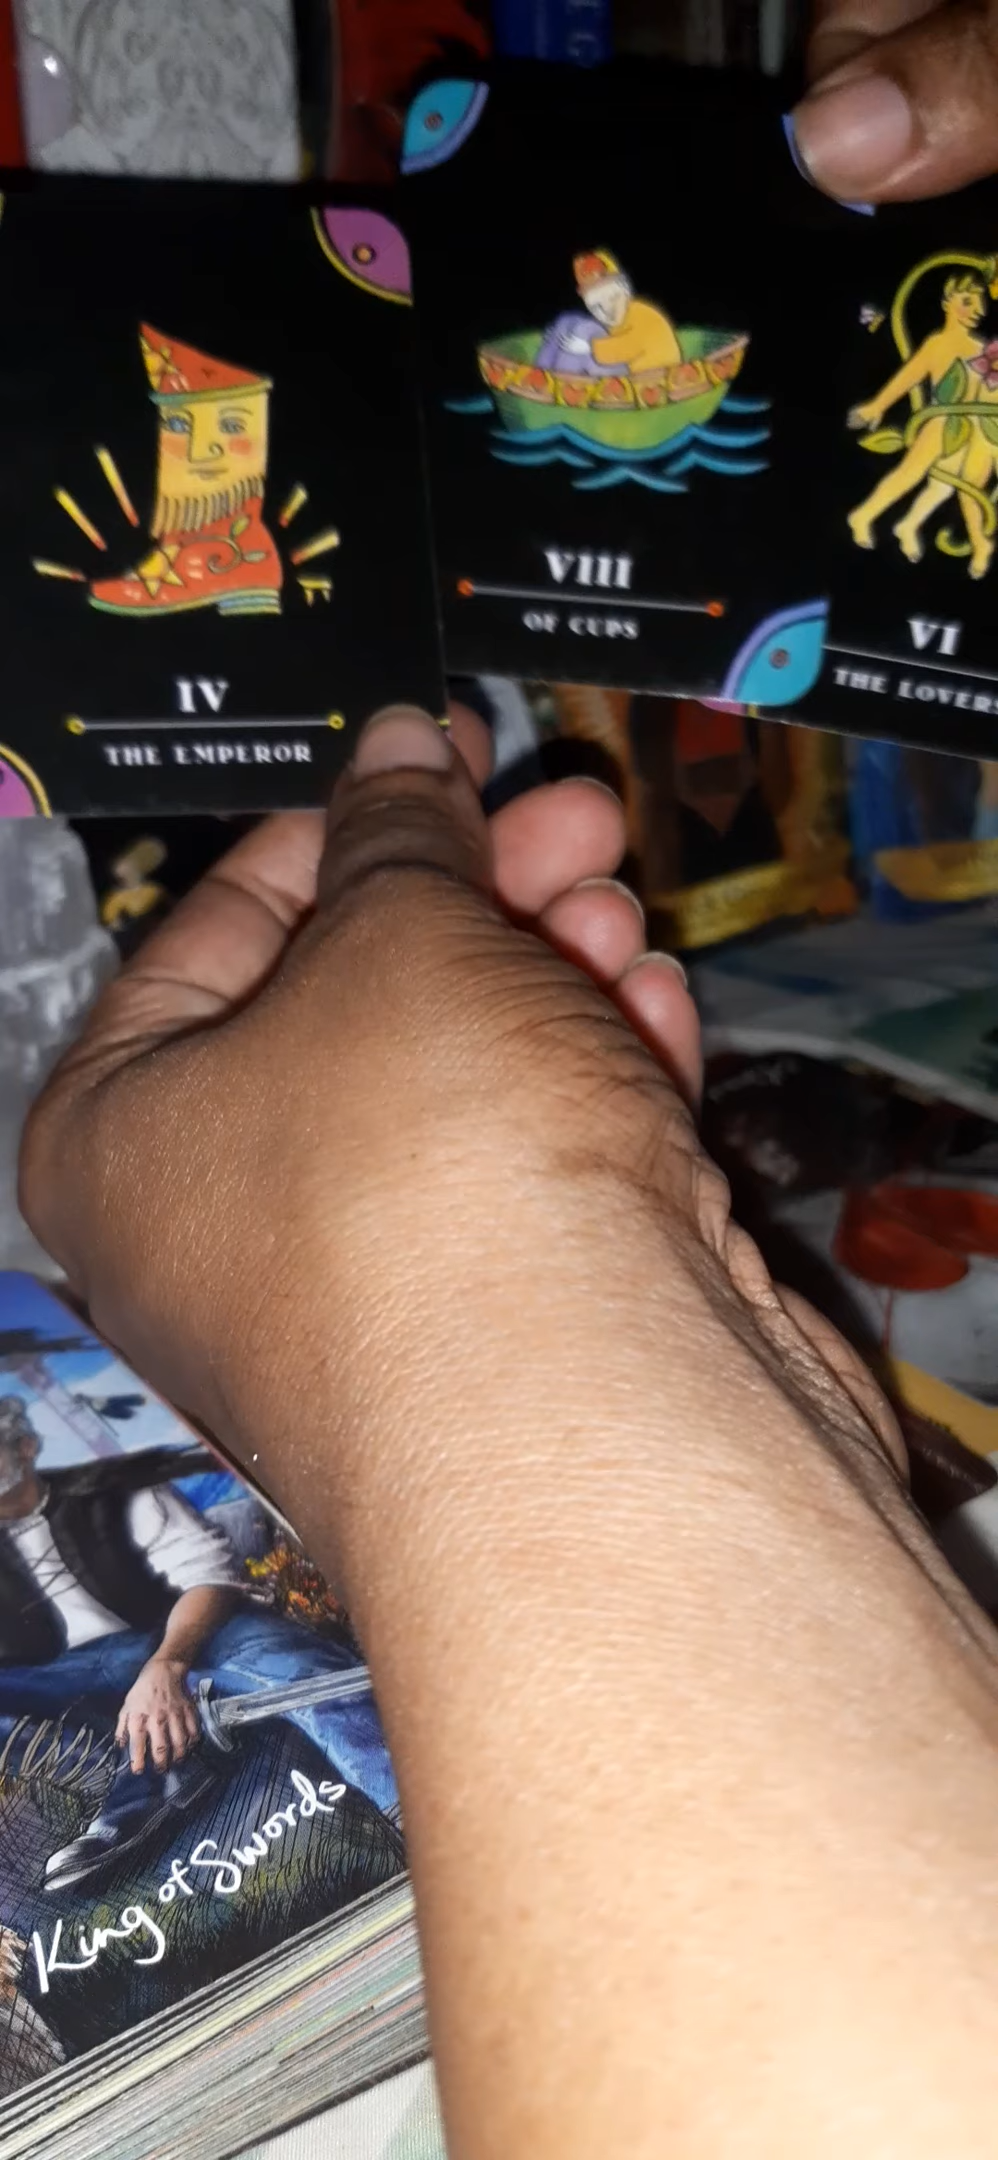 IV
THE EMPEROR
VIII
OF CUPS
VI
THE LOVERS
King of Swords